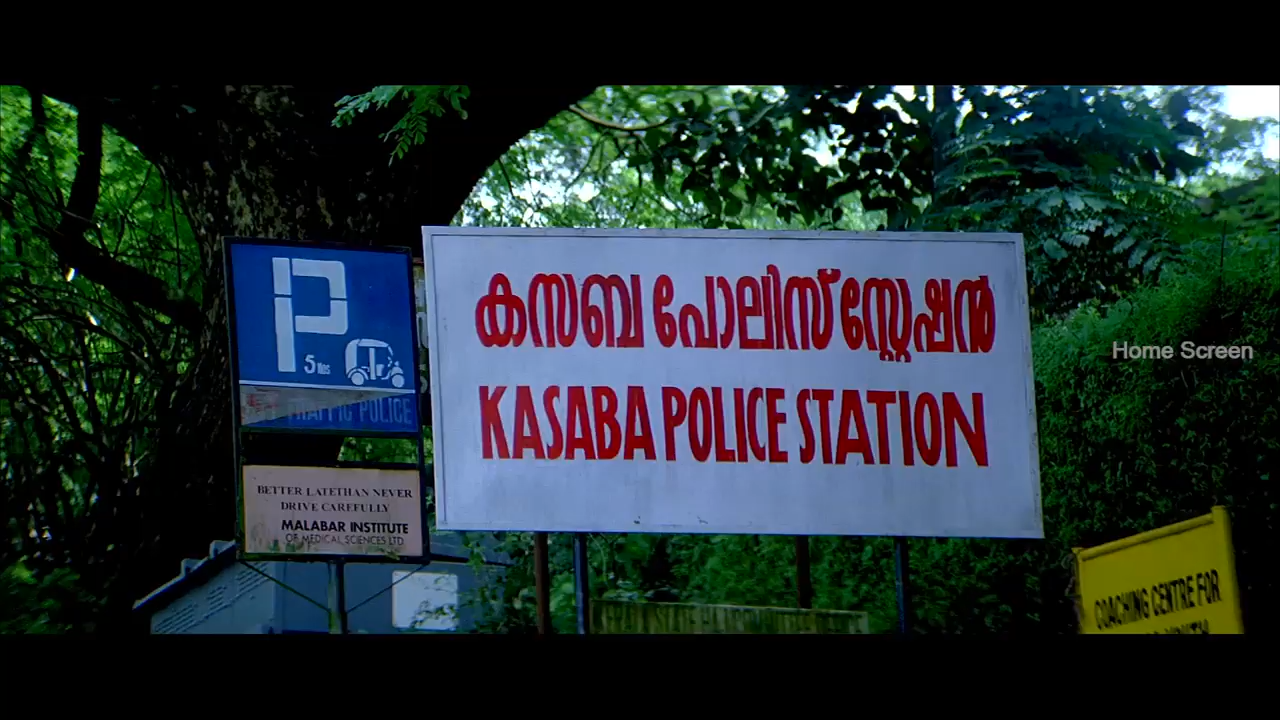 P
5 Nos
TRAFFIC POLICE
BETTER LATETHAN NEVER
DRIVE CAREFULLY
MALABAR INSTITUTE
OF MEDICAL SCIENCES LTD
കസബ പോലിസ് സ്റ്റേഷൻ
KASABA POLICE STATION
Home Screen
COACHING CENTRE FOR